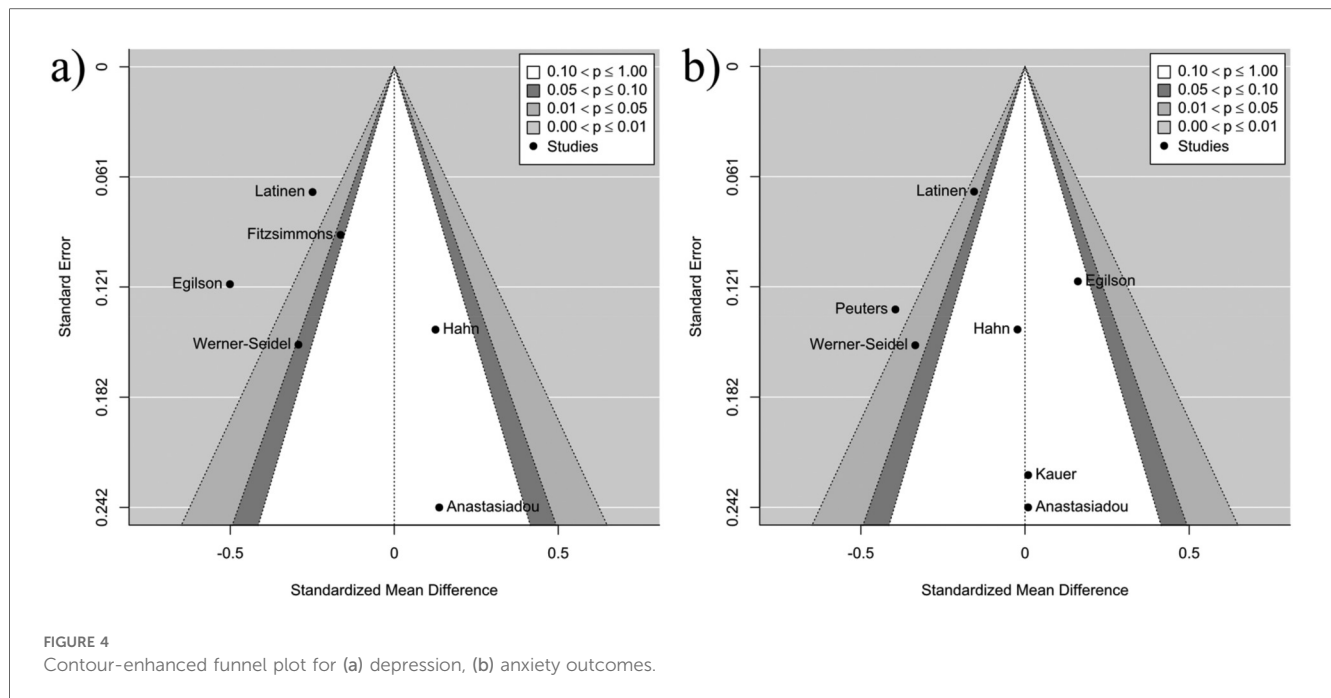 a)
0.10 < p ≤ 1.00
0.05 < p ≤ 0.10
0.01 < p ≤ 0.05
0.00 < p ≤ 0.01
Studies
0
0.061
0.121
0.182
0.242
Standard Error
Latinen
Fitzsimmons
Egilson
Hahn
Werner-Seidel
Anastasiadou
-0.5
0
0.5
Standardized Mean Difference
b)
0.10 < p ≤ 1.00
0.05 < p ≤ 0.10
0.01 < p ≤ 0.05
0.00 < p ≤ 0.01
Studies
0
0.061
0.121
0.182
0.242
Standard Error
Latinen
Egilson
Peuters
Hahn
Werner-Seidel
Kauer
Anastasiadou
-0.5
0
0.5
Standardized Mean Difference
FIGURE 4
Contour-enhanced funnel plot for (a) depression, (b) anxiety outcomes.